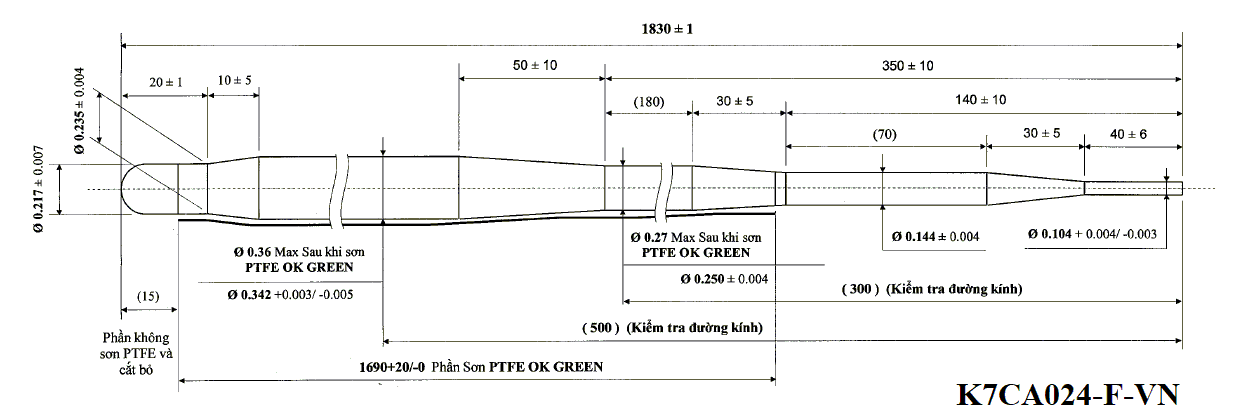 1830 ± 1
50 ± 10
350 ± 10
20 ± 1
10 ± 5
(180)
30 ± 5
140 ± 10
Ø 0.235 ± 0.004
(70)
30 ± 5
40 ± 6
Ø 0.217 ± 0.007
Ø 0.36 Max Sau khi sơn
PTFE OK GREEN
Ø 0.342 +0.003/ -0.005
Ø 0.27 Max Sau khi sơn
PTFE OK GREEN
Ø 0.250 ± 0.004
Ø 0.144 ± 0.004
Ø 0.104 + 0.004/ -0.003
(15)
( 300 ) (Kiểm tra đường kính)
( 500 ) (Kiểm tra đường kính)
Phần không
sơn PTFE và
cắt bỏ
1690+20/-0 Phần Sơn PTFE OK GREEN
K7CA024-F-VN